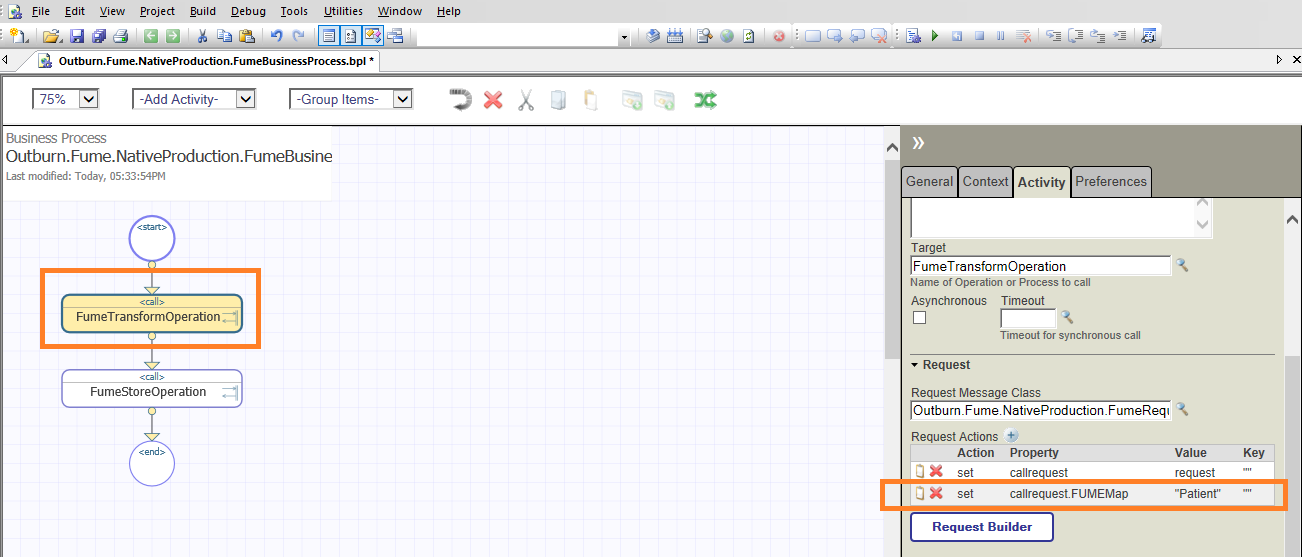 File Edit View Project Build Debug Tools Utilities Window Help
Outburn.Fume.NativeProduction.FumeBusinessProcess.bpl *
75% -Add Activity- -Group Items-
Business Process
Outburn.Fume.NativeProduction.FumeBusine
Last modified: Today, 05:33:54PM
<start>
<call>
FumeTransformOperation
<call>
FumeStoreOperation
<end>
General Context Activity Preferences
Target
FumeTransformOperation
Name of Operation or Process to call
Asynchronous Timeout
Timeout for synchronous call
Request
Request Message Class
Outburn.Fume.NativeProduction.FumeRequ
Request Actions
Action Property Value Key
set callrequest request ""
set callrequest.FUMEMap "Patient" ""
Request Builder